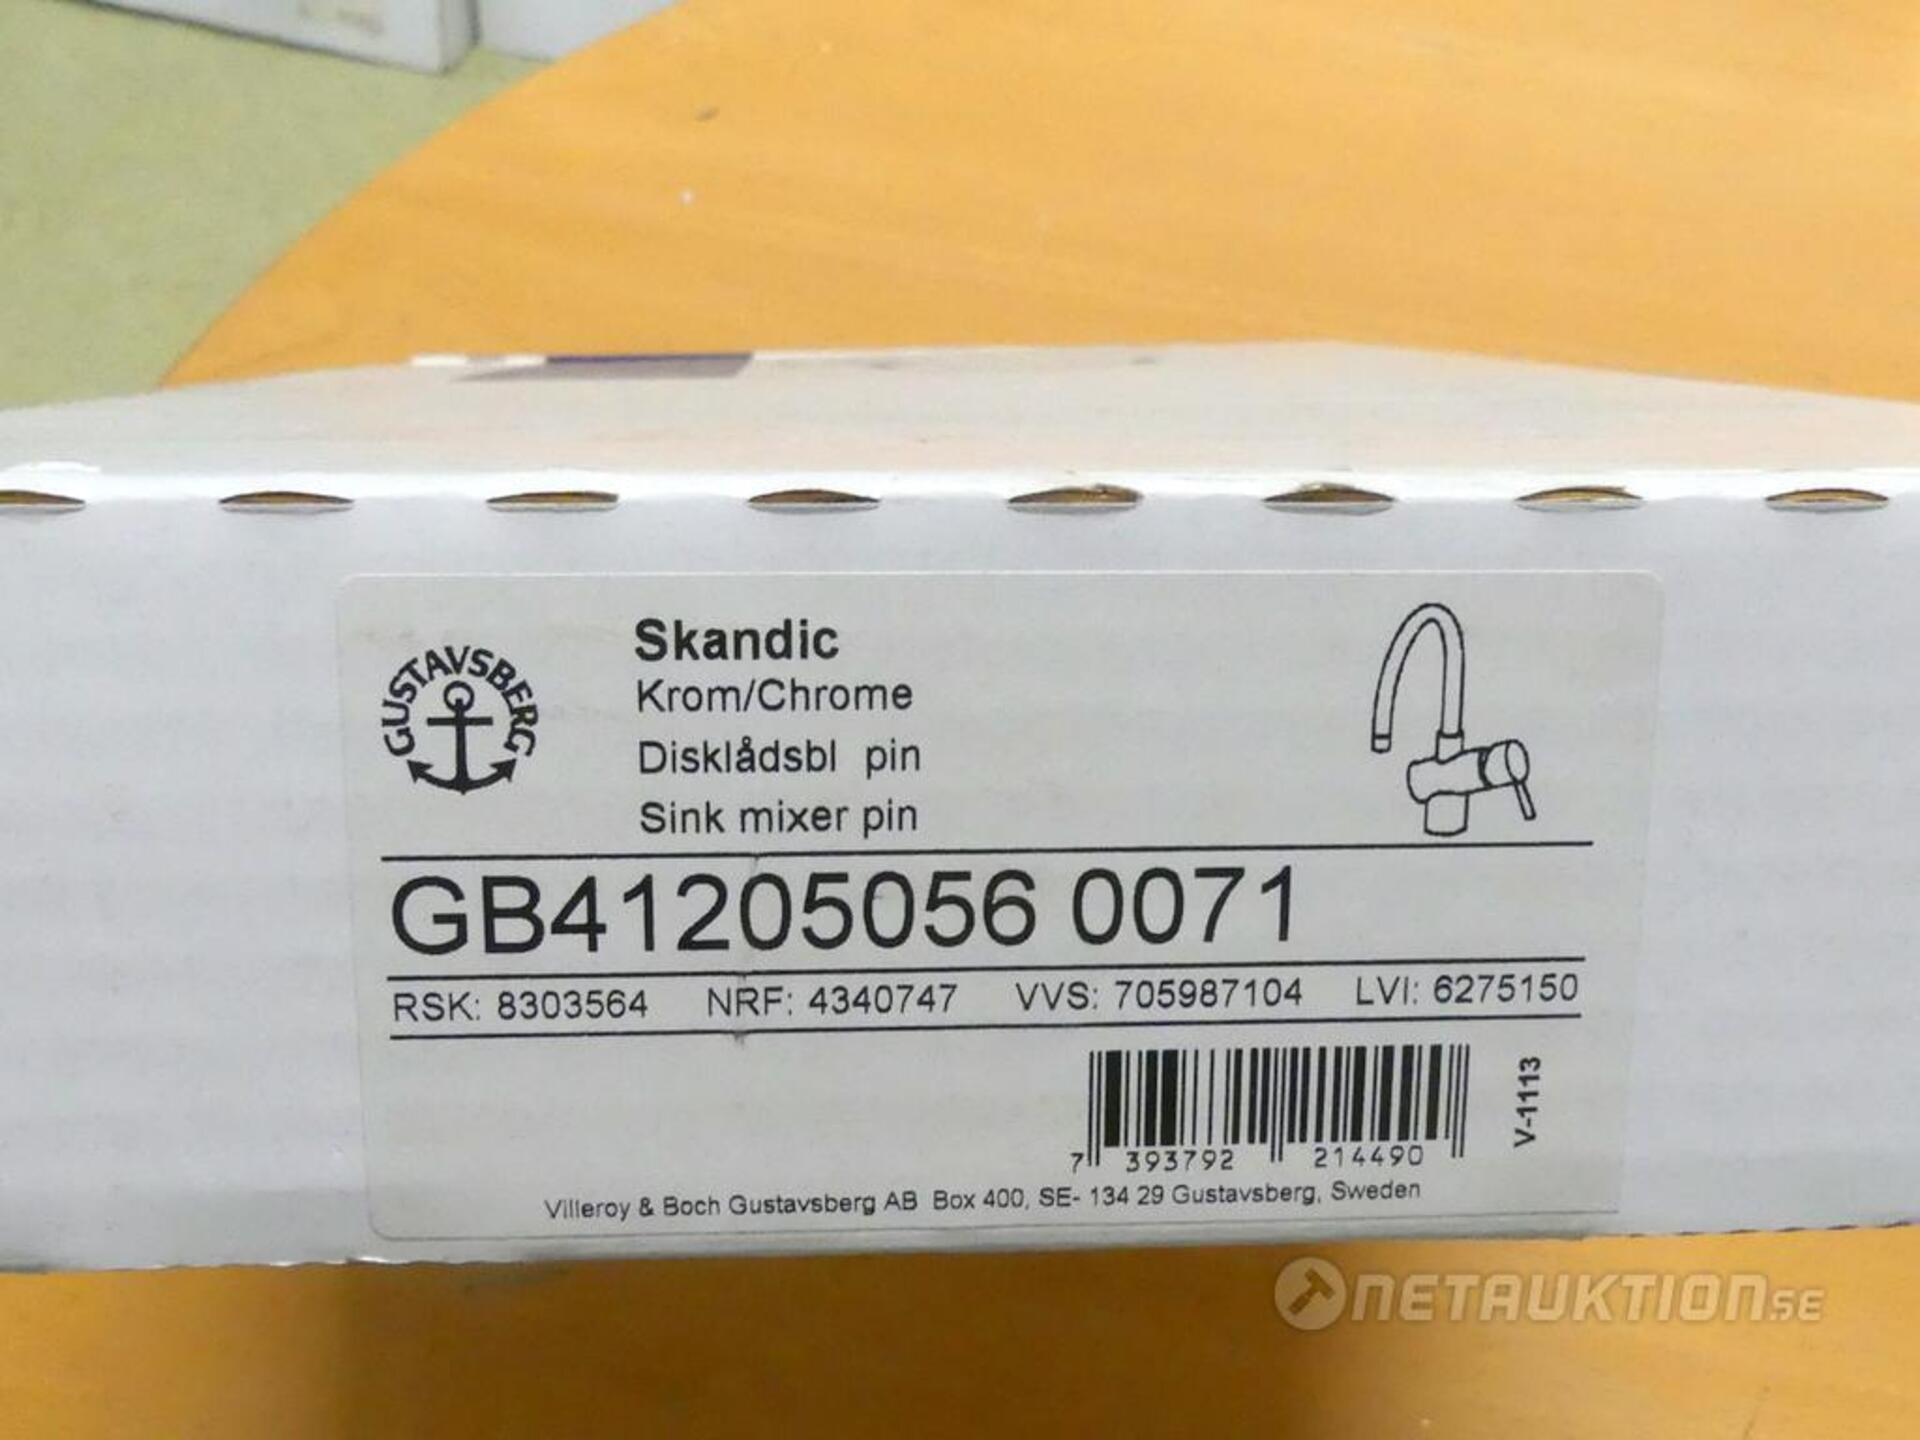 GUSTAVSBERG
Skandic
Krom/Chrome
Disklådsbl pin
Sink mixer pin
GB41205056 0071
RSK: 8303564 NRF: 4340747 VVS: 705987104 LVI: 6275150
V-1113
7 393792 214490
Villeroy & Boch Gustavsberg AB Box 400, SE- 134 29 Gustavsberg, Sweden
NETAUKTION.SE